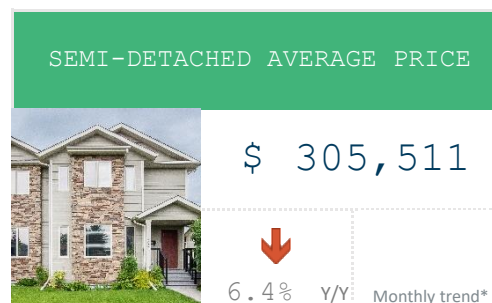 SEMI-DETACHED AVERAGE PRICE
$ 305,511
6.4% Y/Y Monthly trend*